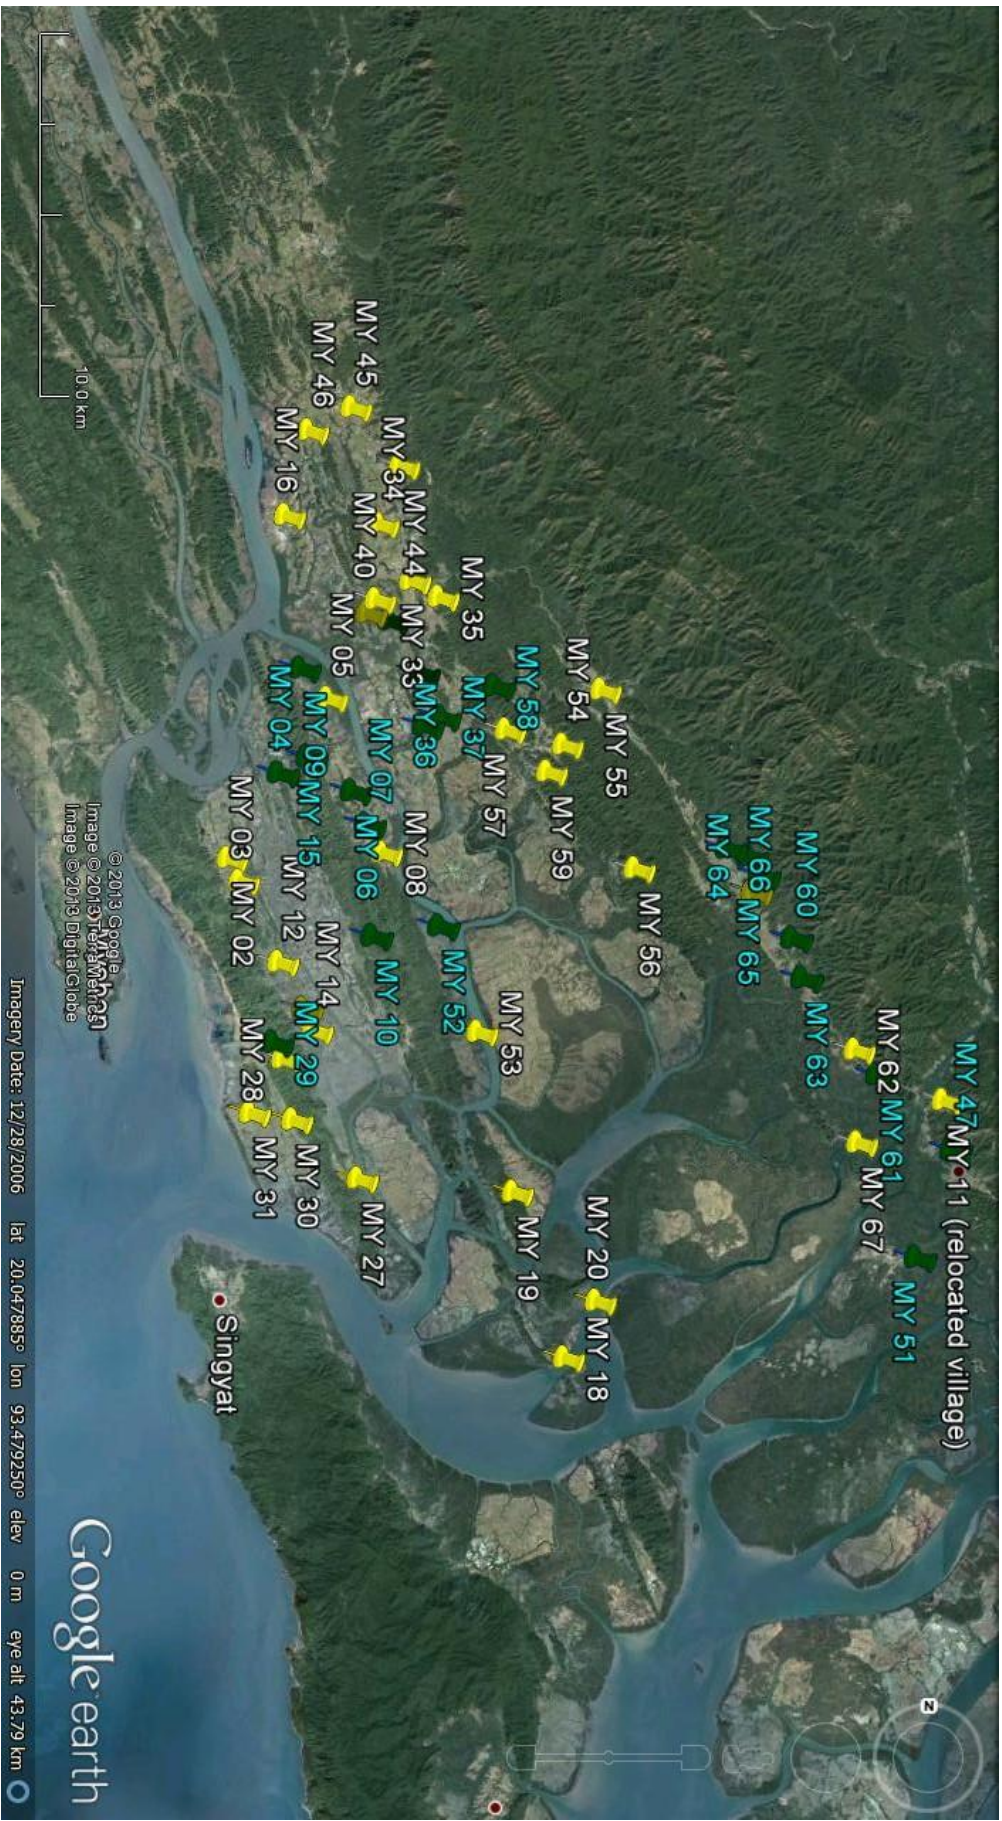 MY 11 (relocated village)
MY 47
MY 51
MY 62
MY 61
MY 67
MY 60
MY 63
MY 66
MY 65
MY 64
MY 55
MY 54
MY 56
MY 59
MY 20
MY 18
MY 58
MY 57
MY 53
MY 19
MY 35
MY 37
MY 52
MY 44
MY 33
MY 36
MY 08
MY 34
MY 07
MY 10
MY 45
MY 40
MY 06
MY 27
MY 05
MY 46
MY 09
MY 15
MY 14
MY 29
MY 30
MY 16
MY 04
MY 12
MY 28
MY 31
MY 03
MY 02
Singyat
Myebon
10.0 km
© 2013 Google
Image © 2013 TerraMetrics
Image © 2013 DigitalGlobe
Google earth
N
Imagery Date: 12/28/2006 lat 20.047885° lon 93.479250° elev 0 m eye alt 43.79 km